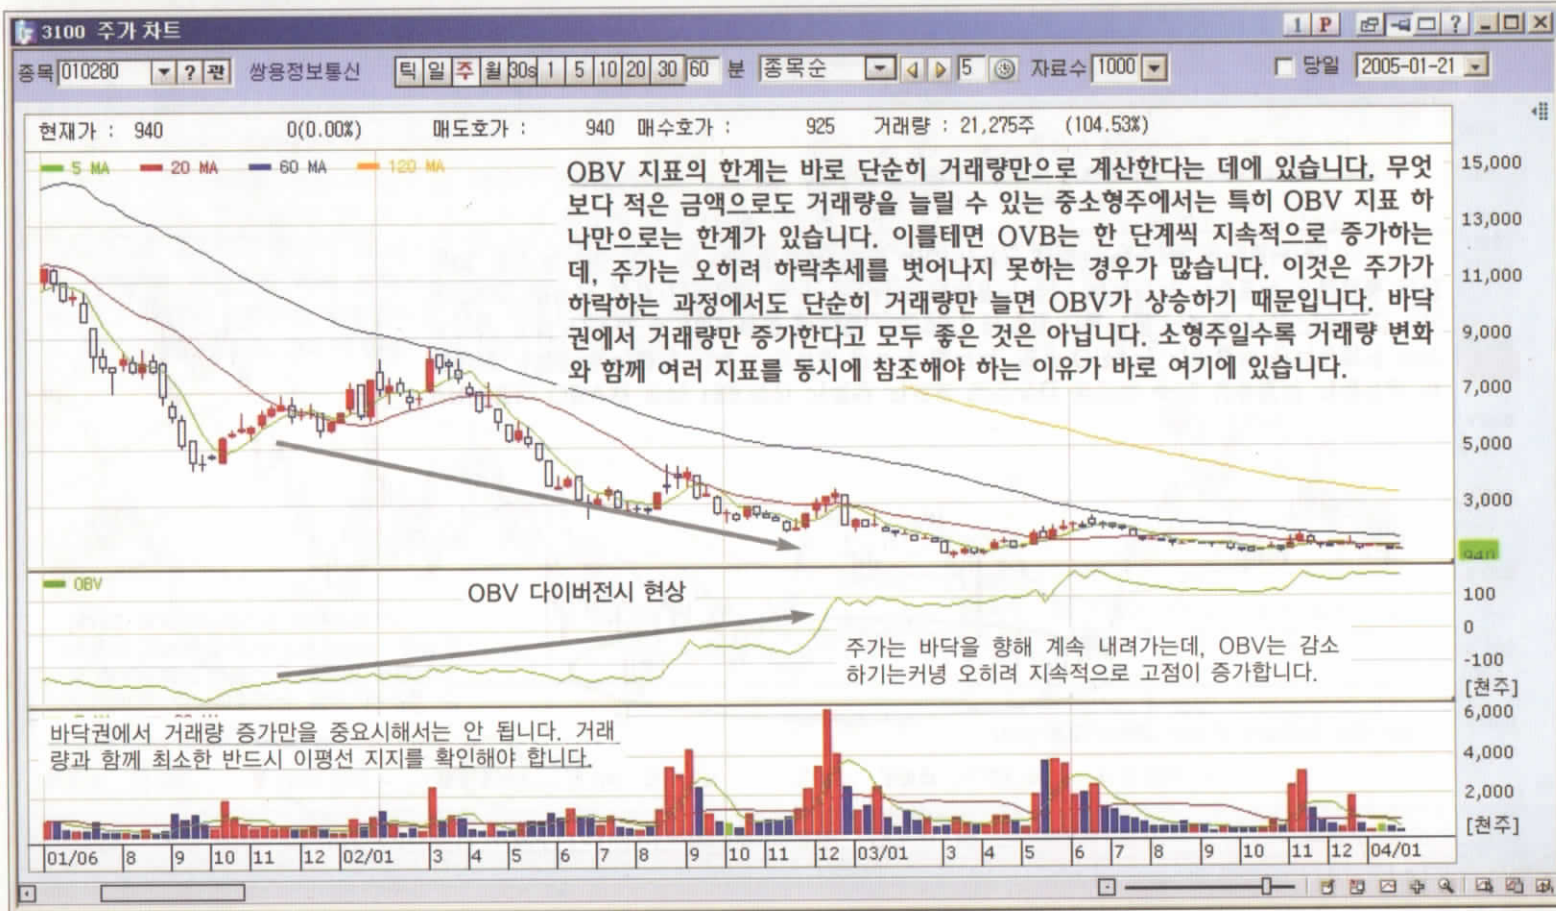 3100 주가 차트
1 P
종목 010280 ? 관 쌍용정보통신 틱 일 주 월 30s 1 5 10 20 30 60 분 종목순 5 자료수 1000 당일 2005-01-21
현재가 : 940 0(0.00%) 매도호가 : 940 매수호가 : 925 거래량 : 21,275주 (104.53%)
5 MA 20 MA 60 MA 120 MA
OBV 지표의 한계는 바로 단순히 거래량만으로 계산한다는 데에 있습니다. 무엇
보다 적은 금액으로도 거래량을 늘릴 수 있는 중소형주에서는 특히 OBV 지표 하
나만으로는 한계가 있습니다. 이를테면 OVB는 한 단계씩 지속적으로 증가하는
데, 주가는 오히려 하락추세를 벗어나지 못하는 경우가 많습니다. 이것은 주가가
하락하는 과정에서도 단순히 거래량만 늘면 OBV가 상승하기 때문입니다. 바닥
권에서 거래량만 증가한다고 모두 좋은 것은 아닙니다. 소형주일수록 거래량 변화
와 함께 여러 지표를 동시에 참조해야 하는 이유가 바로 여기에 있습니다.
15,000
13,000
11,000
9,000
7,000
5,000
3,000
940
OBV
OBV 다이버전시 현상
주가는 바닥을 향해 계속 내려가는데, OBV는 감소
하기는커녕 오히려 지속적으로 고점이 증가합니다.
100
0
-100
[천주]
바닥권에서 거래량 증가만을 중요시해서는 안 됩니다. 거래
량과 함께 최소한 반드시 이평선 지지를 확인해야 합니다.
6,000
4,000
2,000
[천주]
01/06 8 9 10 11 12 02/01 3 4 5 6 7 8 9 10 11 12 03/01 3 4 5 6 7 8 9 10 11 12 04/01